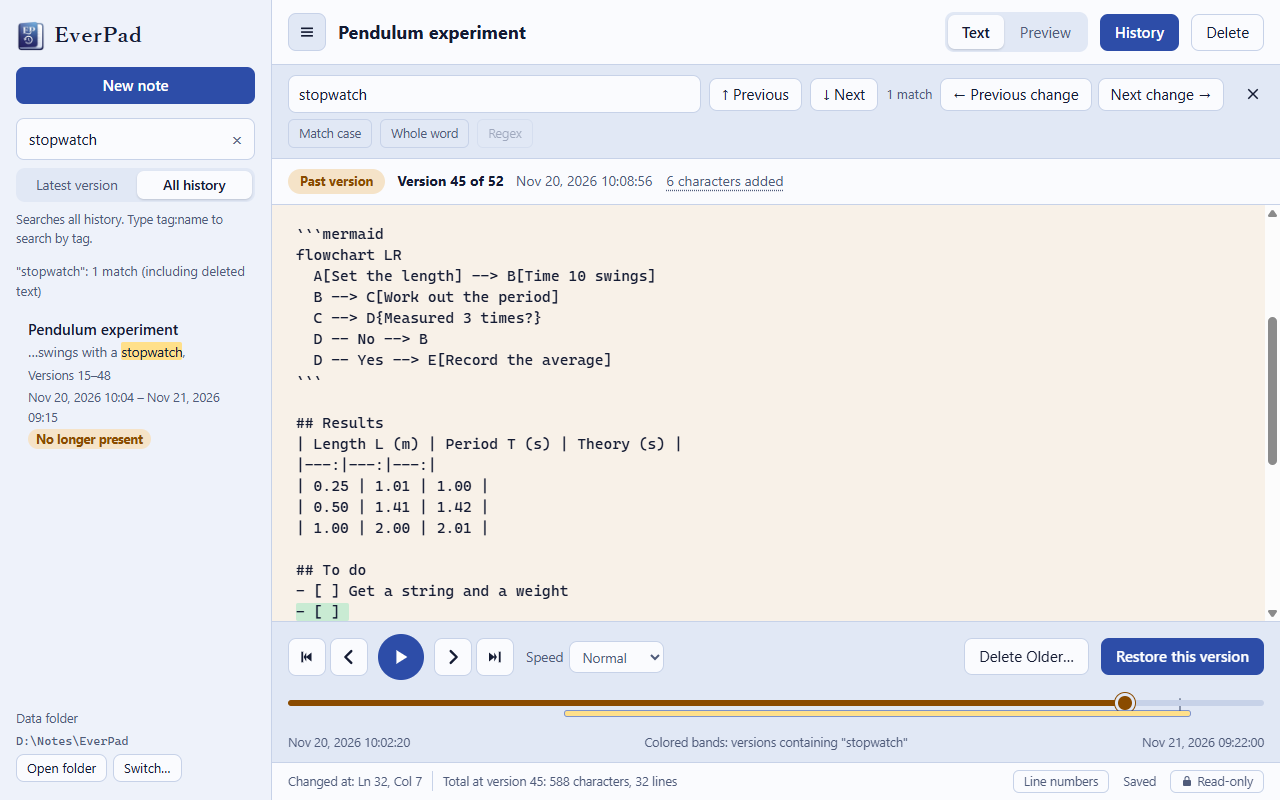 EverPad
New note
stopwatch
Latest version
All history
Searches all history. Type tag:name to
search by tag.
"stopwatch": 1 match (including deleted
text)
Pendulum experiment
...swings with a stopwatch,
Versions 15–48
Nov 20, 2026 10:04 – Nov 21, 2026
09:15
No longer present
Data folder
D:\Notes\EverPad
Open folder
Switch...
Pendulum experiment
Text
Preview
History
Delete
stopwatch
↑ Previous
↓ Next
1 match
← Previous change
Next change →
Match case
Whole word
Regex
Past version
Version 45 of 52
Nov 20, 2026 10:08:56
6 characters added
```mermaid
flowchart LR
  A[Set the length] --> B[Time 10 swings]
  B --> C[Work out the period]
  C --> D{Measured 3 times?}
  D -- No --> B
  D -- Yes --> E[Record the average]
```
## Results
| Length L (m) | Period T (s) | Theory (s) |
|---:|---:|---:|
| 0.25 | 1.01 | 1.00 |
| 0.50 | 1.41 | 1.42 |
| 1.00 | 2.00 | 2.01 |
## To do
- [ ] Get a string and a weight
- [ ]
Speed
Normal
Delete Older...
Restore this version
Nov 20, 2026 10:02:20
Colored bands: versions containing "stopwatch"
Nov 21, 2026 09:22:00
Changed at: Ln 32, Col 7
Total at version 45: 588 characters, 32 lines
Line numbers
Saved
Read-only